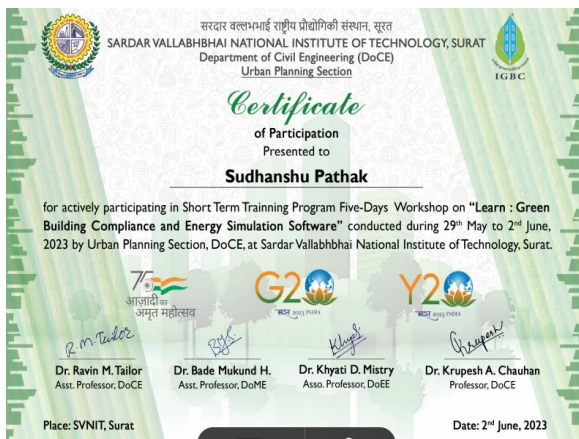 सरदार वल्लभभाई राष्ट्रीय प्रौद्योगिकी संस्थान, सूरत
SARDAR VALLABHBHAI NATIONAL INSTITUTE OF TECHNOLOGY, SURAT
Department of Civil Engineering (DoCE)
Urban Planning Section
IGBC
Certificate
of Participation
Presented to
Sudhanshu Pathak
for actively participating in Short Term Trainning Program Five-Days Workshop on “Learn : Green
Building Compliance and Energy Simulation Software” conducted during 29th May to 2nd June,
2023 by Urban Planning Section, DoCE, at Sardar Vallabhbhai National Institute of Technology, Surat.
75
आज़ादी का
अमृत महोत्सव
G20
भारत 2023 INDIA
Y20
भारत 2023 INDIA
R. M. Tailor
Dr. Ravin M. Tailor
Dr. Bade Mukund H.
Dr. Khyati D. Mistry
Dr. Krupesh A. Chauhan
Asst. Professor, DoCE
Asst. Professor, DoME
Asso. Professor, DoEE
Professor, DoCE
Place: SVNIT, Surat
Date: 2nd June, 2023